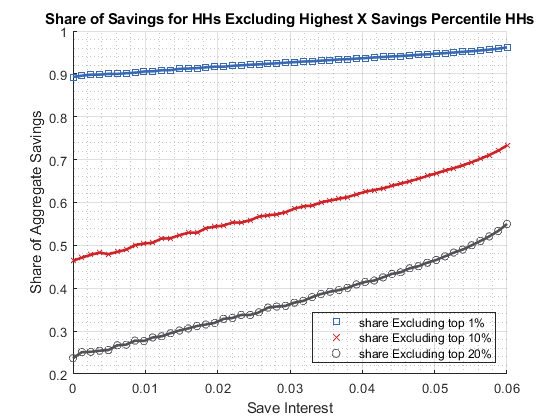 Share of Savings for HHs Excluding Highest X Savings Percentile HHs
1
0.9
0.8
0.7
0.6
0.5
0.4
0.3
0.2
Share of Aggregate Savings
share Excluding top 1%
share Excluding top 10%
share Excluding top 20%
0 0.01 0.02 0.03 0.04 0.05 0.06
Save Interest